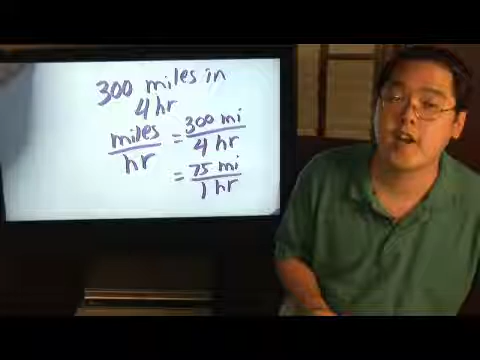 300 miles in
4 hr
miles/hr = 300 mi/4 hr
= 75 mi/1 hr